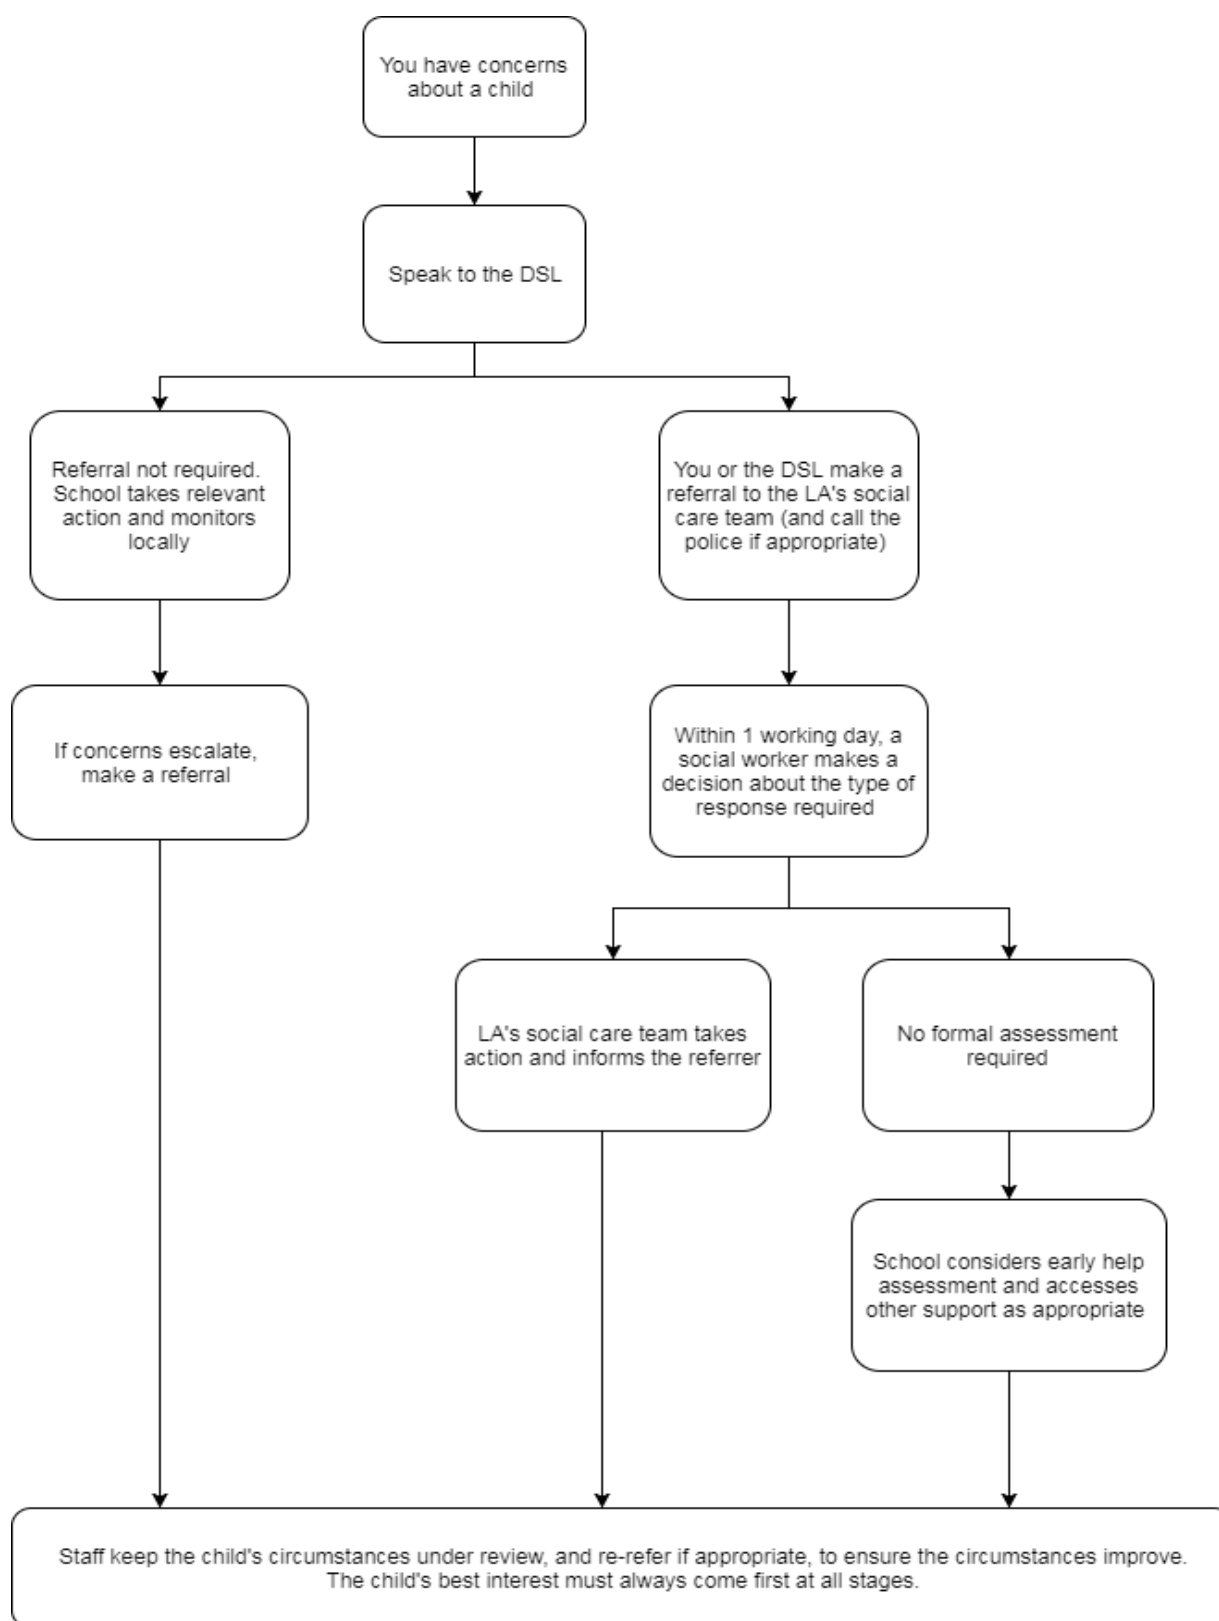 You have concerns
about a child
Speak to the DSL
Referral not required.
School takes relevant
action and monitors
locally
You or the DSL make a
referral to the LA's social
care team (and call the
police if appropriate)
If concerns escalate,
make a referral
Within 1 working day, a
social worker makes a
decision about the type of
response required
LA's social care team takes
action and informs the referrer
No formal assessment
required
School considers early help
assessment and accesses
other support as appropriate
Staff keep the child's circumstances under review, and re-refer if appropriate, to ensure the circumstances improve.
The child's best interest must always come first at all stages.